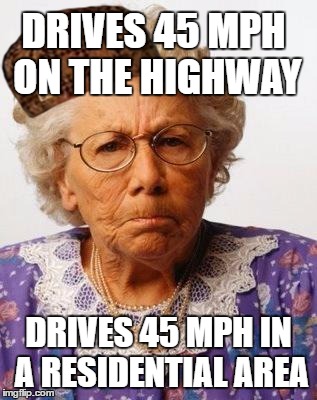 DRIVES 45 MPH
ON THE HIGHWAY
DRIVES 45 MPH IN
A RESIDENTIAL AREA
imgflip.com